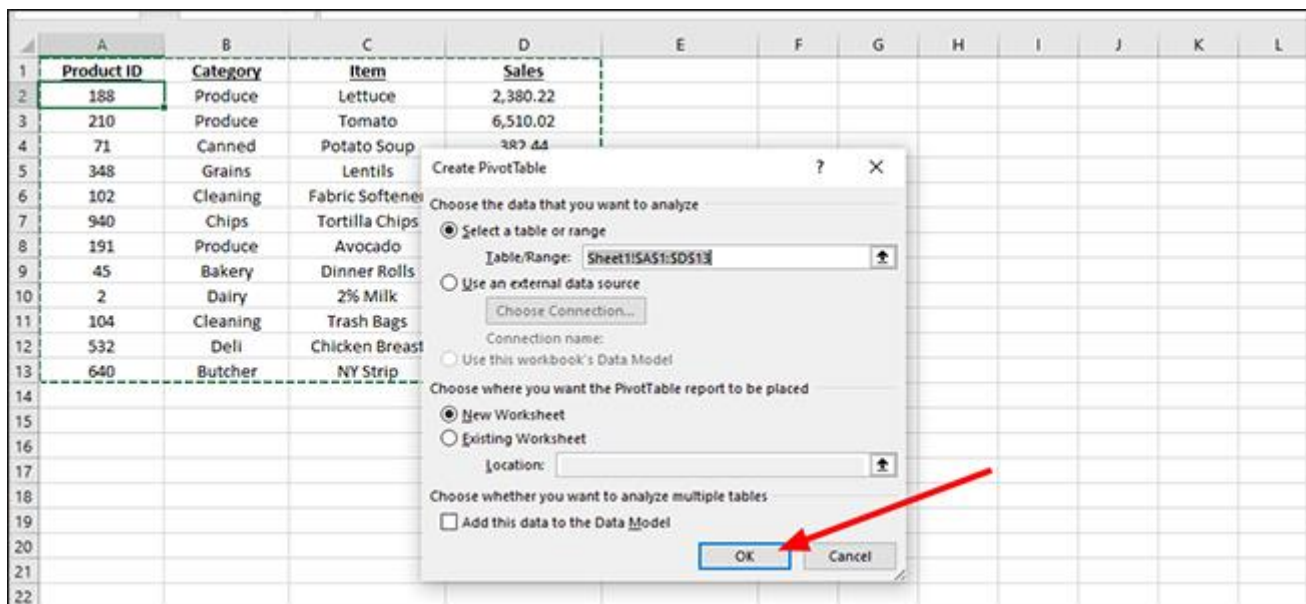 A B C D E F G H I J K L
1 Product ID Category Item Sales
2 188 Produce Lettuce 2,380.22
3 210 Produce Tomato 6,510.02
4 71 Canned Potato Soup 382.44
5 348 Grains Lentils
6 102 Cleaning Fabric Softener
7 940 Chips Tortilla Chips
8 191 Produce Avocado
9 45 Bakery Dinner Rolls
10 2 Dairy 2% Milk
11 104 Cleaning Trash Bags
12 532 Deli Chicken Breast
13 640 Butcher NY Strip
14
15
16
17
18
19
20
21
22
Create PivotTable ? ×
Choose the data that you want to analyze
Select a table or range
Table/Range: Sheet1!$A$1:$D$13
Use an external data source
Choose Connection...
Connection name:
Use this workbook's Data Model
Choose where you want the PivotTable report to be placed
New Worksheet
Existing Worksheet
Location:
Choose whether you want to analyze multiple tables
Add this data to the Data Model
OK Cancel